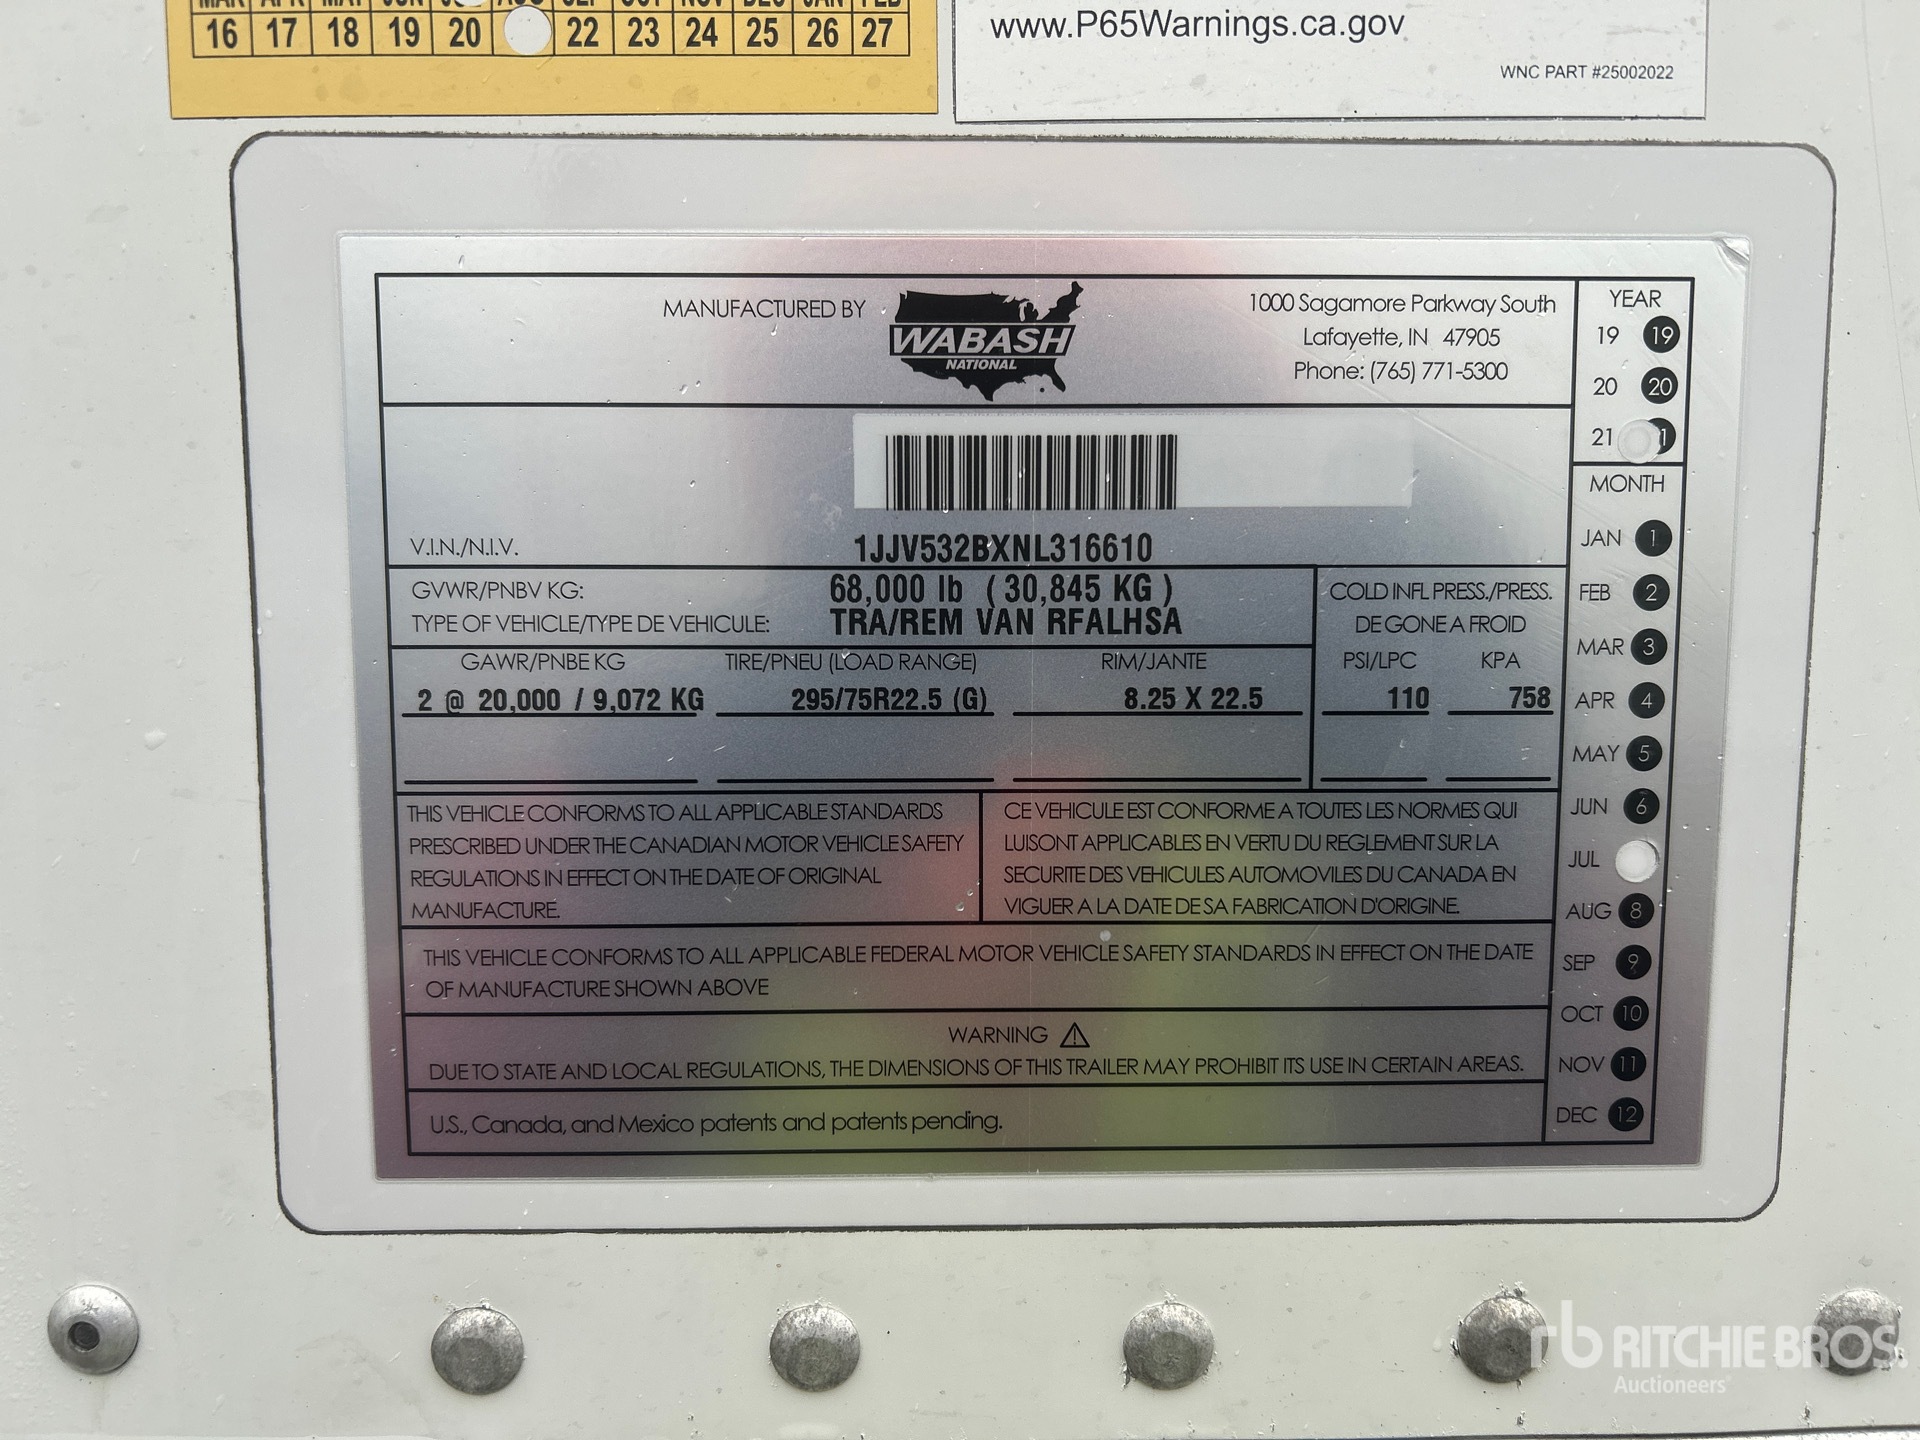 16 17 18 19 20 22 23 24 25 26 27
www.P65Warnings.ca.gov
WNC PART #25002022
MANUFACTURED BY
WABASH
NATIONAL
1000 Sagamore Parkway South
Lafayette, IN 47905
Phone: (765) 771-5300
V.I.N./N.I.V. 1JJV532BXNL316610
GVWR/PNBV KG: 68,000 lb ( 30,845 KG )
TYPE OF VEHICLE/TYPE DE VEHICULE: TRA/REM VAN RFALHSA
COLD INFL PRESS./PRESS.
DE GONE A FROID
GAWR/PNBE KG TIRE/PNEU (LOAD RANGE) RIM/JANTE PSI/LPC KPA
2 @ 20,000 / 9,072 KG 295/75R22.5 (G) 8.25 X 22.5 110 758
THIS VEHICLE CONFORMS TO ALL APPLICABLE STANDARDS
PRESCRIBED UNDER THE CANADIAN MOTOR VEHICLE SAFETY
REGULATIONS IN EFFECT ON THE DATE OF ORIGINAL
MANUFACTURE.
CE VEHICULE EST CONFORME A TOUTES LES NORMES QUI
LUISONT APPLICABLES EN VERTU DU REGLEMENT SUR LA
SECURITE DES VEHICULES AUTOMOVILES DU CANADA EN
VIGUER A LA DATE DE SA FABRICATION D'ORIGINE.
THIS VEHICLE CONFORMS TO ALL APPLICABLE FEDERAL MOTOR VEHICLE SAFETY STANDARDS IN EFFECT ON THE DATE
OF MANUFACTURE SHOWN ABOVE
WARNING
DUE TO STATE AND LOCAL REGULATIONS, THE DIMENSIONS OF THIS TRAILER MAY PROHIBIT ITS USE IN CERTAIN AREAS.
U.S., Canada, and Mexico patents and patents pending.
YEAR
19 19
20 20
21
MONTH
JAN 1
FEB 2
MAR 3
APR 4
MAY 5
JUN 6
JUL
AUG 8
SEP 9
OCT 10
NOV 11
DEC 12
rb RITCHIE BROS.
Auctioneers